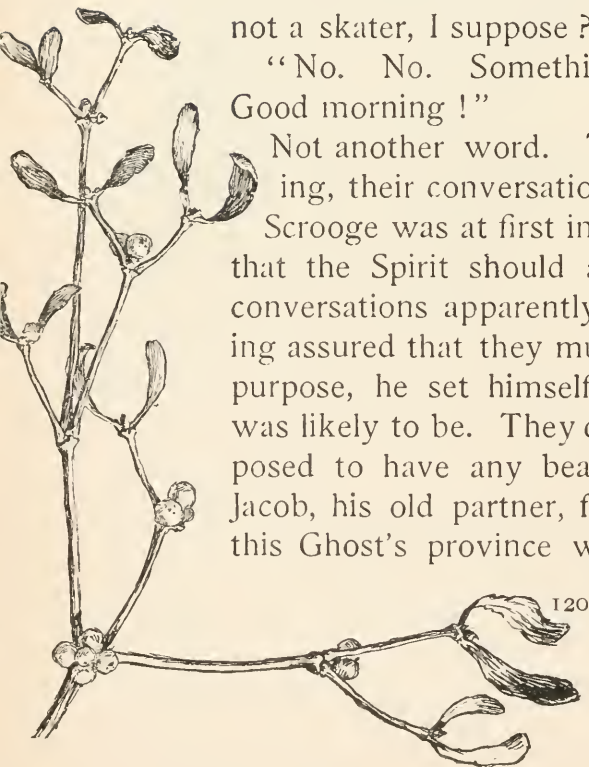 not a skater, I suppose ?
“No. No. Somethi
Good morning !”
Not another word. T
ing, their conversatio
Scrooge was at first in
that the Spirit should a
conversations apparently
ing assured that they mu
purpose, he set himself
was likely to be. They c
posed to have any bea
Jacob, his old partner, f
this Ghost's province w
120